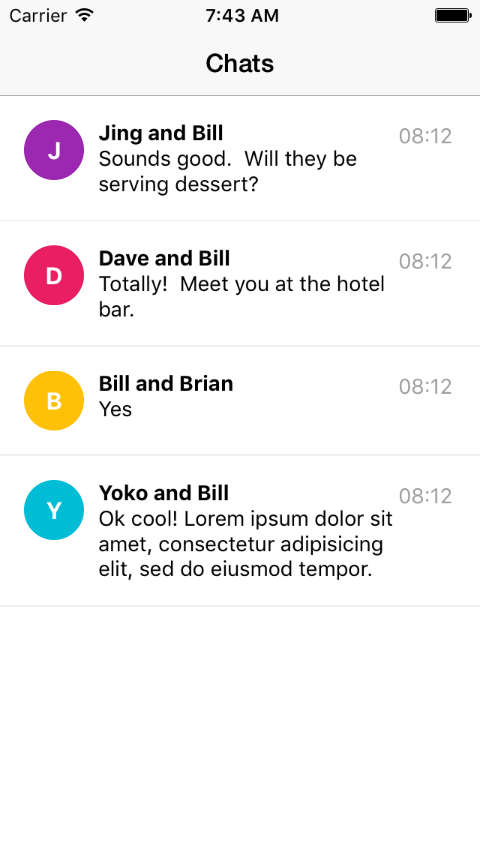 Carrier 7:43 AM
Chats
J
Jing and Bill
08:12
Sounds good.  Will they be
serving dessert?
D
Dave and Bill
08:12
Totally!  Meet you at the hotel
bar.
B
Bill and Brian
08:12
Yes
Y
Yoko and Bill
08:12
Ok cool! Lorem ipsum dolor sit
amet, consectetur adipisicing
elit, sed do eiusmod tempor.